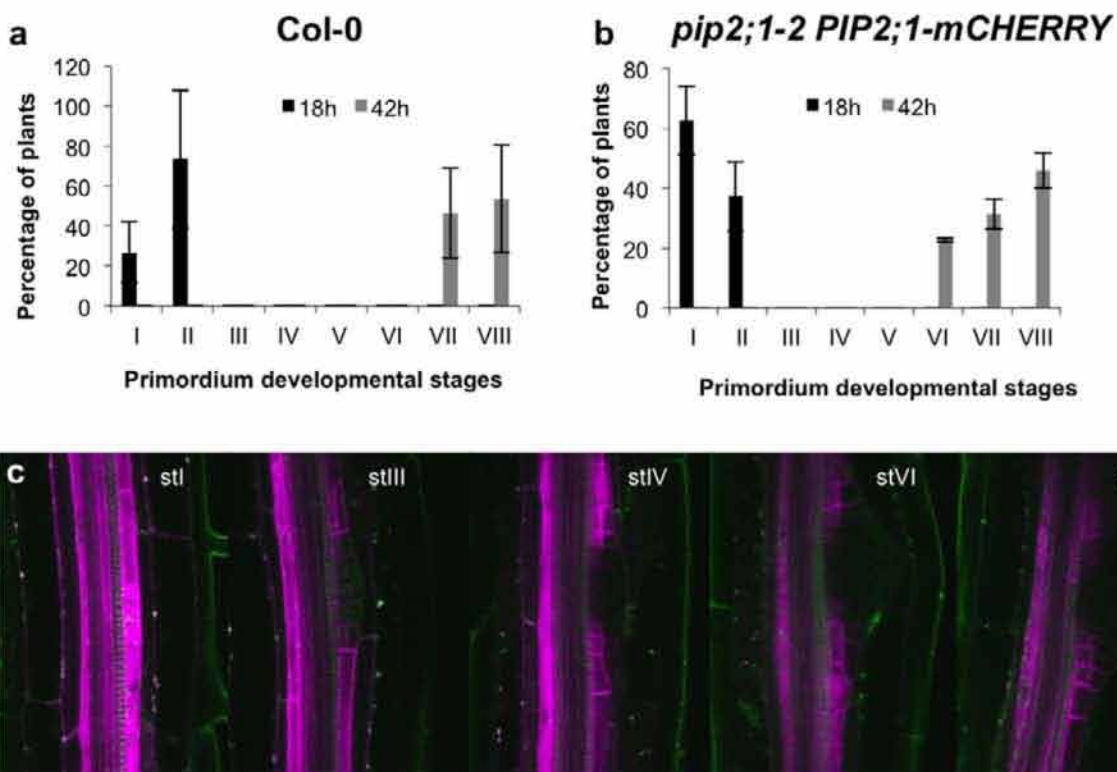 a
Col-0
Percentage of plants
120
100
80
60
40
20
0
18h 42h
I II III IV V VI VII VIII
Primordium developmental stages
b
pip2;1-2 PIP2;1-mCHERRY
Percentage of plants
80
60
40
20
0
18h 42h
I II III IV V VI VII VIII
Primordium developmental stages
c
stI stIII stIV stVI